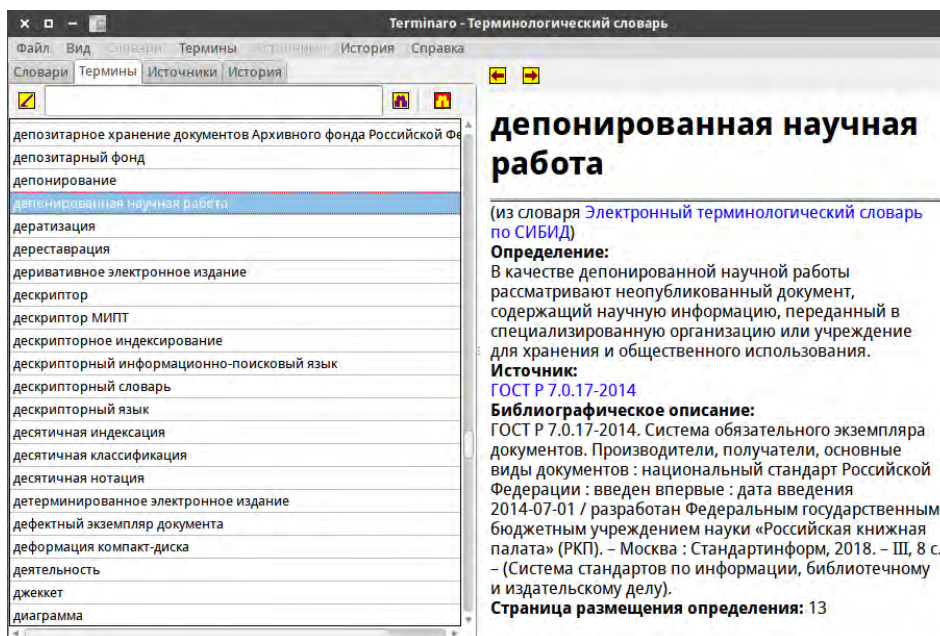 Terminaro - Терминологический словарь
Файл Вид Словари Термины Источники История Справка
Словари Термины Источники История
депозитарное хранение документов Архивного фонда Российской Фе
депозитарный фонд
депонирование
депонированная научная работа
дератизация
дереставрация
деривативное электронное издание
дескриптор
дескриптор МИПТ
дескрипторное индексирование
дескрипторный информационно-поисковый язык
дескрипторный словарь
дескрипторный язык
десятичная индексация
десятичная классификация
десятичная нотация
детерминированное электронное издание
дефектный экземпляр документа
деформация компакт-диска
деятельность
джеккет
диаграмма
депонированная научная
работа
(из словаря Электронный терминологический словарь
по СИБИД)
Определение:
В качестве депонированной научной работы
рассматривают неопубликованный документ,
содержащий научную информацию, переданный в
специализированную организацию или учреждение
для хранения и общественного использования.
Источник:
ГОСТ Р 7.0.17-2014
Библиографическое описание:
ГОСТ Р 7.0.17-2014. Система обязательного экземпляра
документов. Производители, получатели, основные
виды документов : национальный стандарт Российской
Федерации : введен впервые : дата введения
2014-07-01 / разработан Федеральным государственным
бюджетным учреждением науки «Российская книжная
палата» (РКП). – Москва : Стандартинформ, 2018. – III, 8 с.
– (Система стандартов по информации, библиотечному
и издательскому делу).
Страница размещения определения: 13